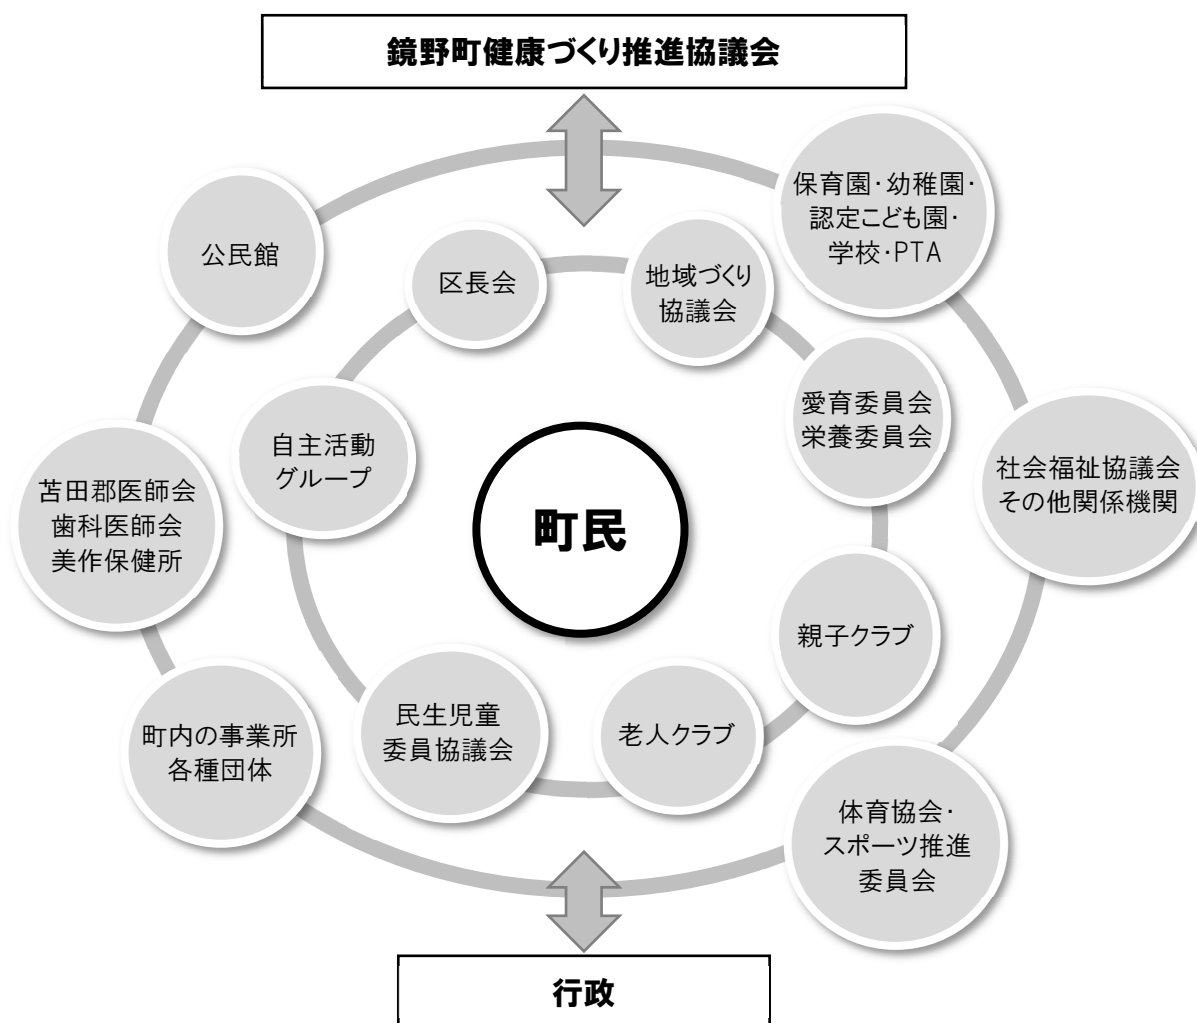 鏡野町健康づくり推進協議会
保育園・幼稚園・
認定こども園・
学校・PTA
公民館
区長会
地域づくり
協議会
愛育委員会
栄養委員会
自主活動
グループ
社会福祉協議会
その他関係機関
苫田郡医師会
歯科医師会
美作保健所
町民
親子クラブ
民生児童
委員協議会
老人クラブ
町内の事業所
各種団体
体育協会・
スポーツ推進
委員会
行政